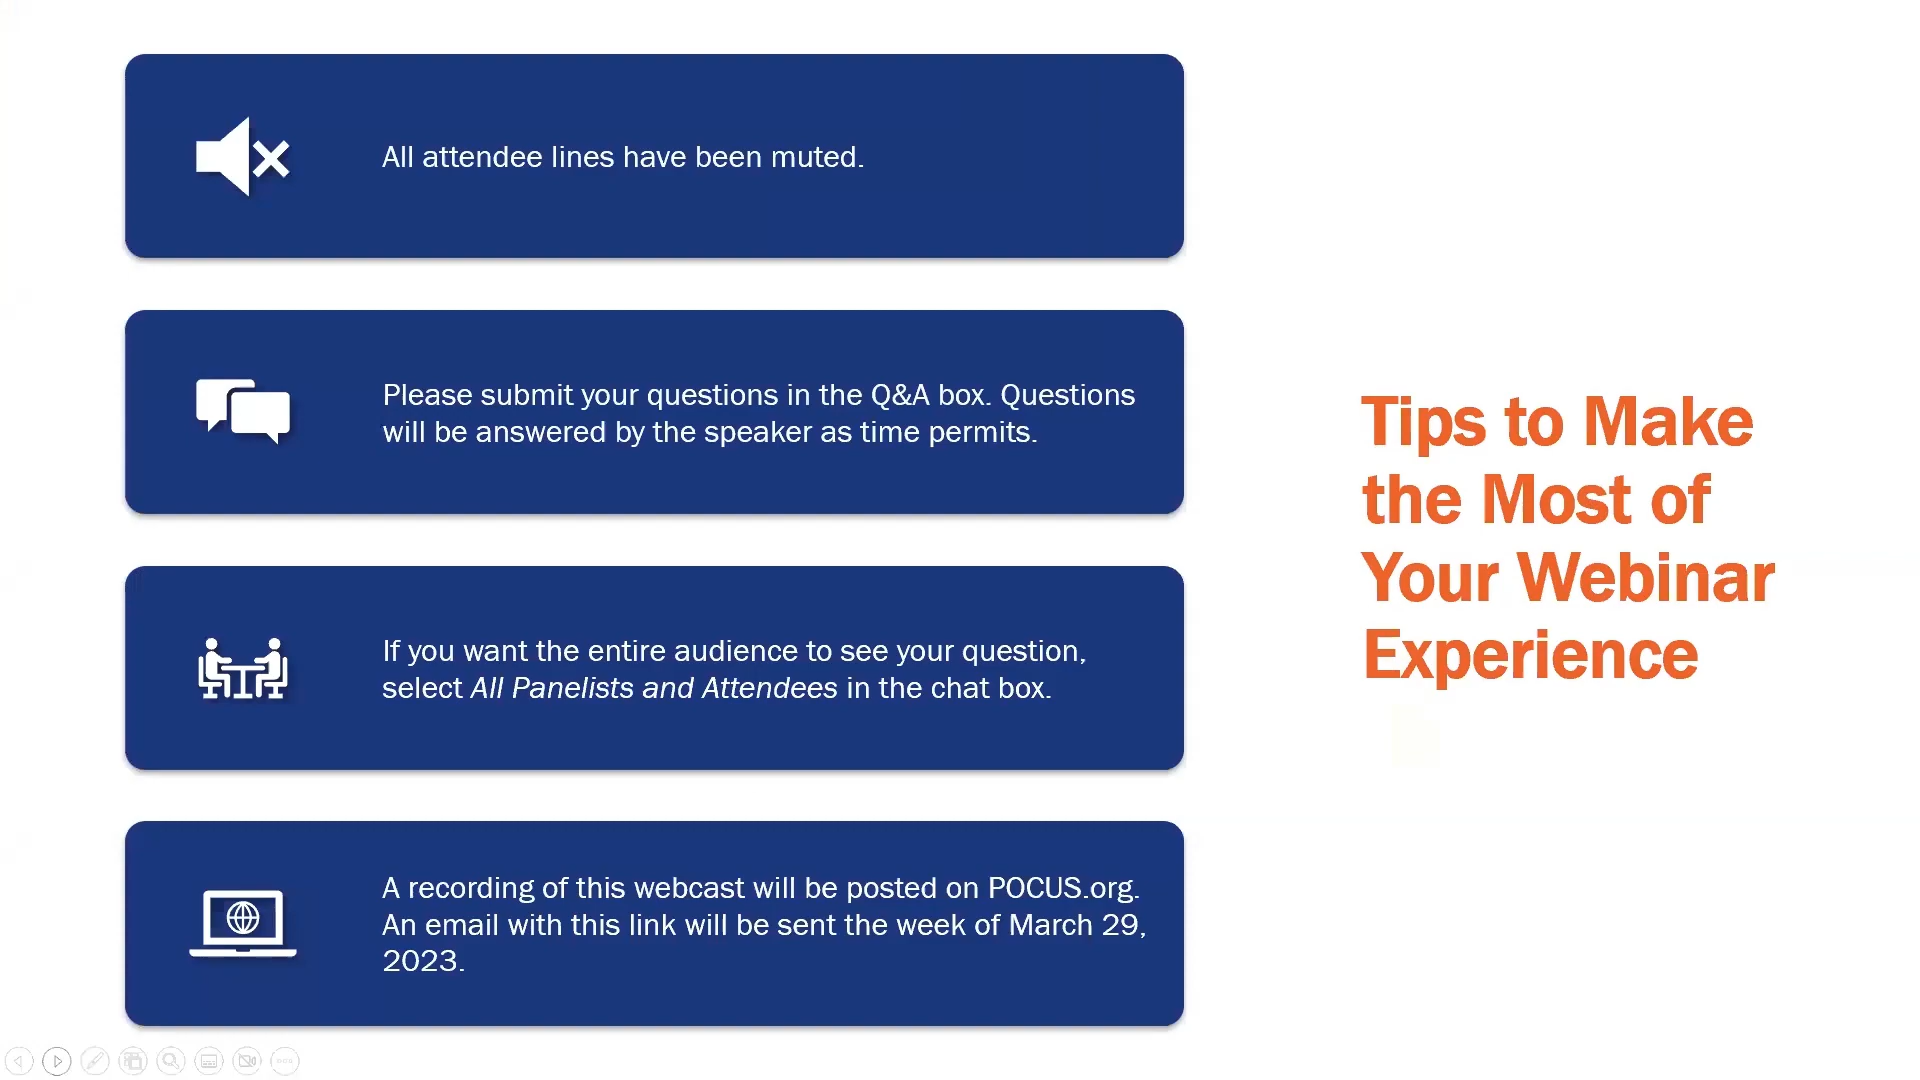 All attendee lines have been muted.
Please submit your questions in the Q&A box. Questions
will be answered by the speaker as time permits.
If you want the entire audience to see your question,
select All Panelists and Attendees in the chat box.
A recording of this webcast will be posted on POCUS.org.
An email with this link will be sent the week of March 29,
2023.
Tips to Make
the Most of
Your Webinar
Experience